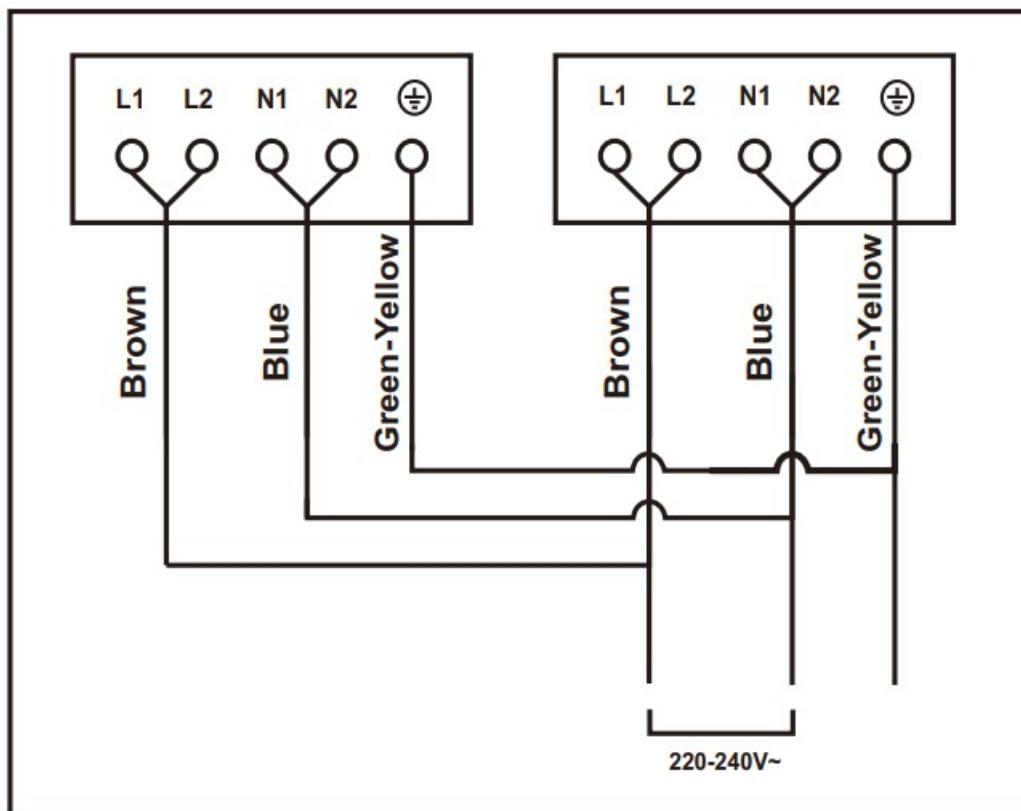 L1 L2 N1 N2
L1 L2 N1 N2
Brown
Blue
Green-Yellow
Brown
Blue
Green-Yellow
220-240V~